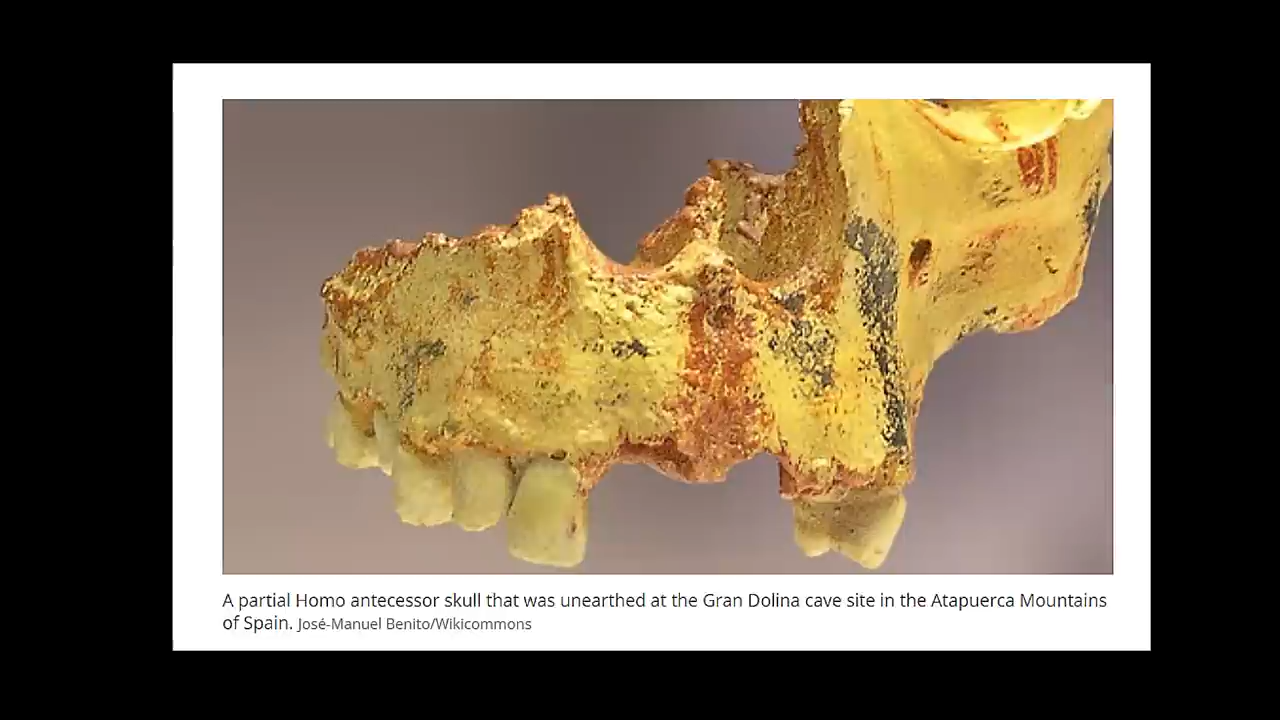 A partial Homo antecessor skull that was unearthed at the Gran Dolina cave site in the Atapuerca Mountains
of Spain. José-Manuel Benito/Wikicommons